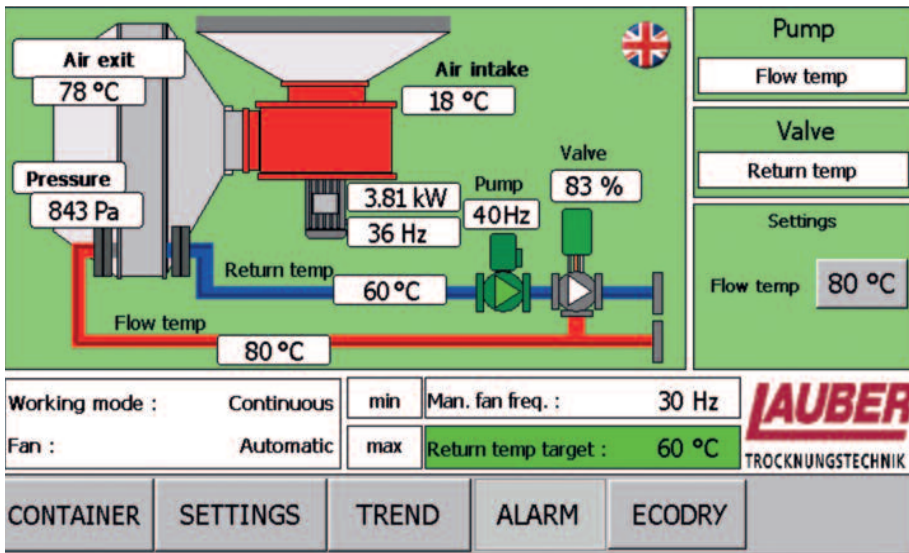 Air exit
78 °C
Air intake
18 °C
Pressure
843 Pa
3.81 kW
36 Hz
Pump
40Hz
Valve
83 %
Return temp
60 °C
Flow temp
80 °C
Pump
Flow temp
Valve
Return temp
Settings
Flow temp 80 °C
Working mode : Continuous
Fan : Automatic
min Man. fan freq. : 30 Hz
max Return temp target : 60 °C
LAUBER
TROCKNUNGSTECHNIK
CONTAINER SETTINGS TREND ALARM ECODRY